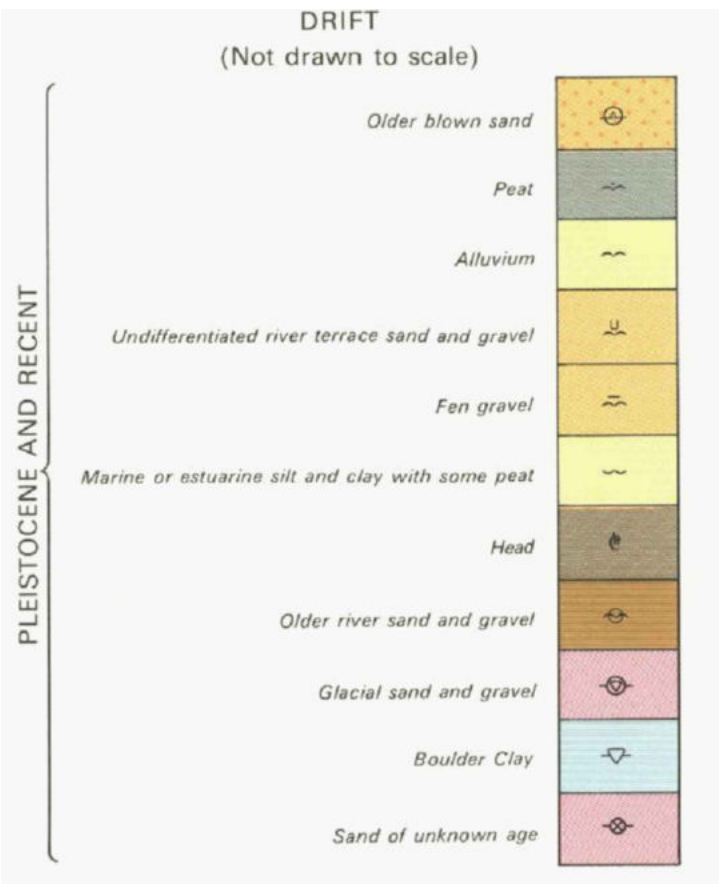 DRIFT
(Not drawn to scale)
PLEISTOCENE AND RECENT
Older blown sand
Peat
Alluvium
Undifferentiated river terrace sand and gravel
U
Fen gravel
Marine or estuarine silt and clay with some peat
Head
Older river sand and gravel
Glacial sand and gravel
Boulder Clay
Sand of unknown age